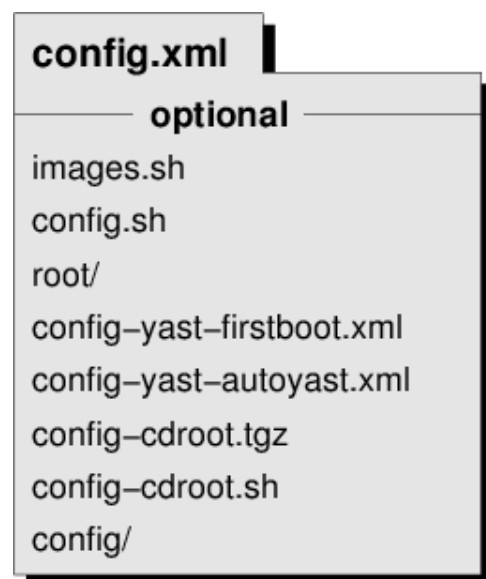 config.xml
optional
images.sh
config.sh
root/
config–yast–firstboot.xml
config–yast–autoyast.xml
config–cdroot.tgz
config–cdroot.sh
config/